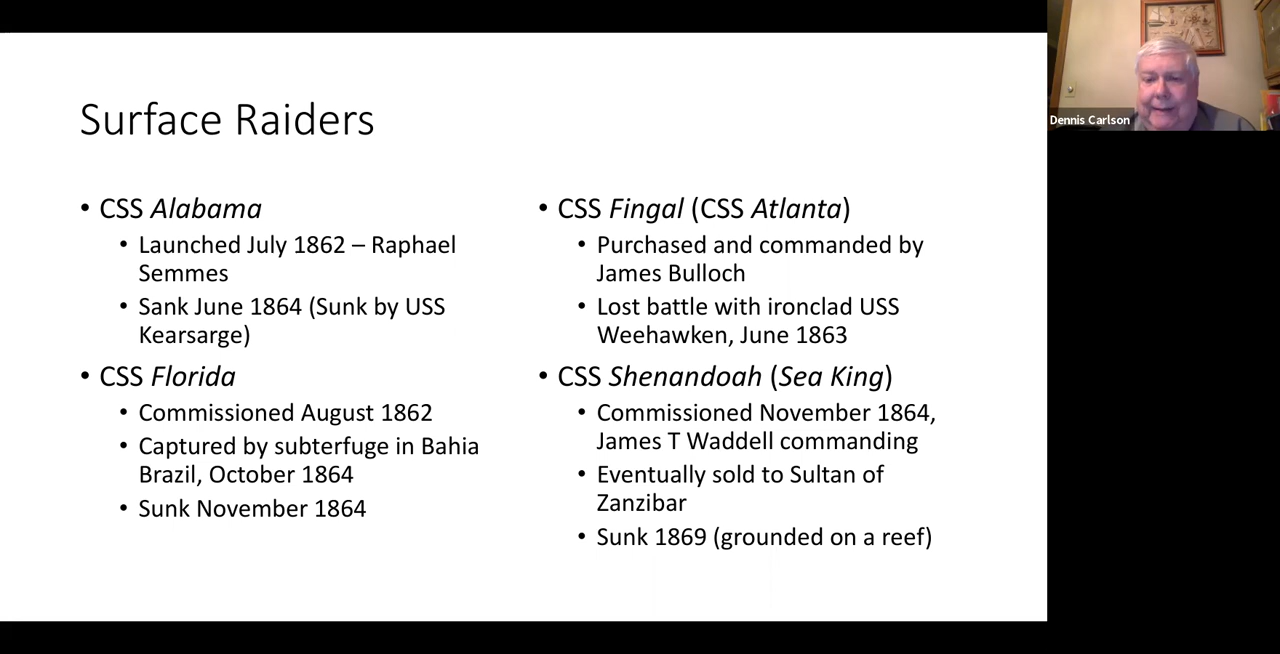 Surface Raiders
• CSS Alabama
• Launched July 1862 – Raphael
Semmes
• Sank June 1864 (Sunk by USS
Kearsarge)
• CSS Florida
• Commissioned August 1862
• Captured by subterfuge in Bahia
Brazil, October 1864
• Sunk November 1864
• CSS Fingal (CSS Atlanta)
• Purchased and commanded by
James Bulloch
• Lost battle with ironclad USS
Weehawken, June 1863
• CSS Shenandoah (Sea King)
• Commissioned November 1864,
James T Waddell commanding
• Eventually sold to Sultan of
Zanzibar
• Sunk 1869 (grounded on a reef)
Dennis Carlson